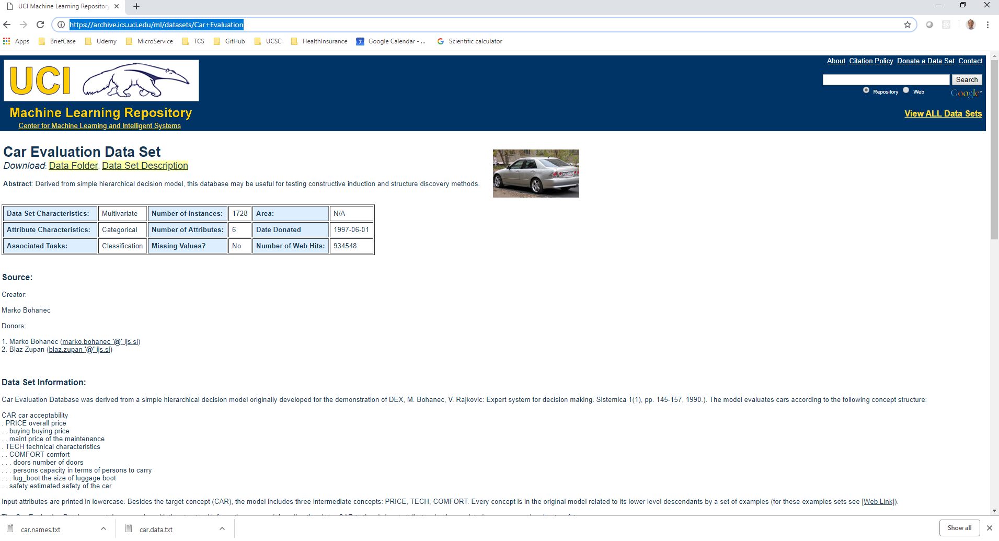 UCI Machine Learning Repository
https://archive.ics.uci.edu/ml/datasets/Car+Evaluation
Apps BriefCase Udemy MicroService TCS GitHub UCSC HealthInsurance 7 Google Calendar - ... G Scientific calculator
About Citation Policy Donate a Data Set Contact
UCI
Search
Repository Web Google™
Machine Learning Repository
View ALL Data Sets
Center for Machine Learning and Intelligent Systems
Car Evaluation Data Set
Download: Data Folder, Data Set Description
Abstract: Derived from simple hierarchical decision model, this database may be useful for testing constructive induction and structure discovery methods.
Data Set Characteristics: Multivariate Number of Instances: 1728 Area: N/A
Attribute Characteristics: Categorical Number of Attributes: 6 Date Donated 1997-06-01
Associated Tasks: Classification Missing Values? No Number of Web Hits: 934548
Source:
Creator:
Marko Bohanec
Donors:
1. Marko Bohanec (marko.bohanec '@' ijs.si)
2. Blaz Zupan (blaz.zupan '@' ijs.si)
Data Set Information:
Car Evaluation Database was derived from a simple hierarchical decision model originally developed for the demonstration of DEX, M. Bohanec, V. Rajkovic: Expert system for decision making. Sistemica 1(1), pp. 145-157, 1990.). The model evaluates cars according to the following concept structure:
CAR car acceptability
. PRICE overall price
. . buying buying price
. . maint price of the maintenance
. TECH technical characteristics
. . COMFORT comfort
. . . doors number of doors
. . . persons capacity in terms of persons to carry
. . . lug_boot the size of luggage boot
. . safety estimated safety of the car
Input attributes are printed in lowercase. Besides the target concept (CAR), the model includes three intermediate concepts: PRICE, TECH, COMFORT. Every concept is in the original model related to its lower level descendants by a set of examples (for these examples sets see [Web Link]).
car.names.txt car.data.txt Show all